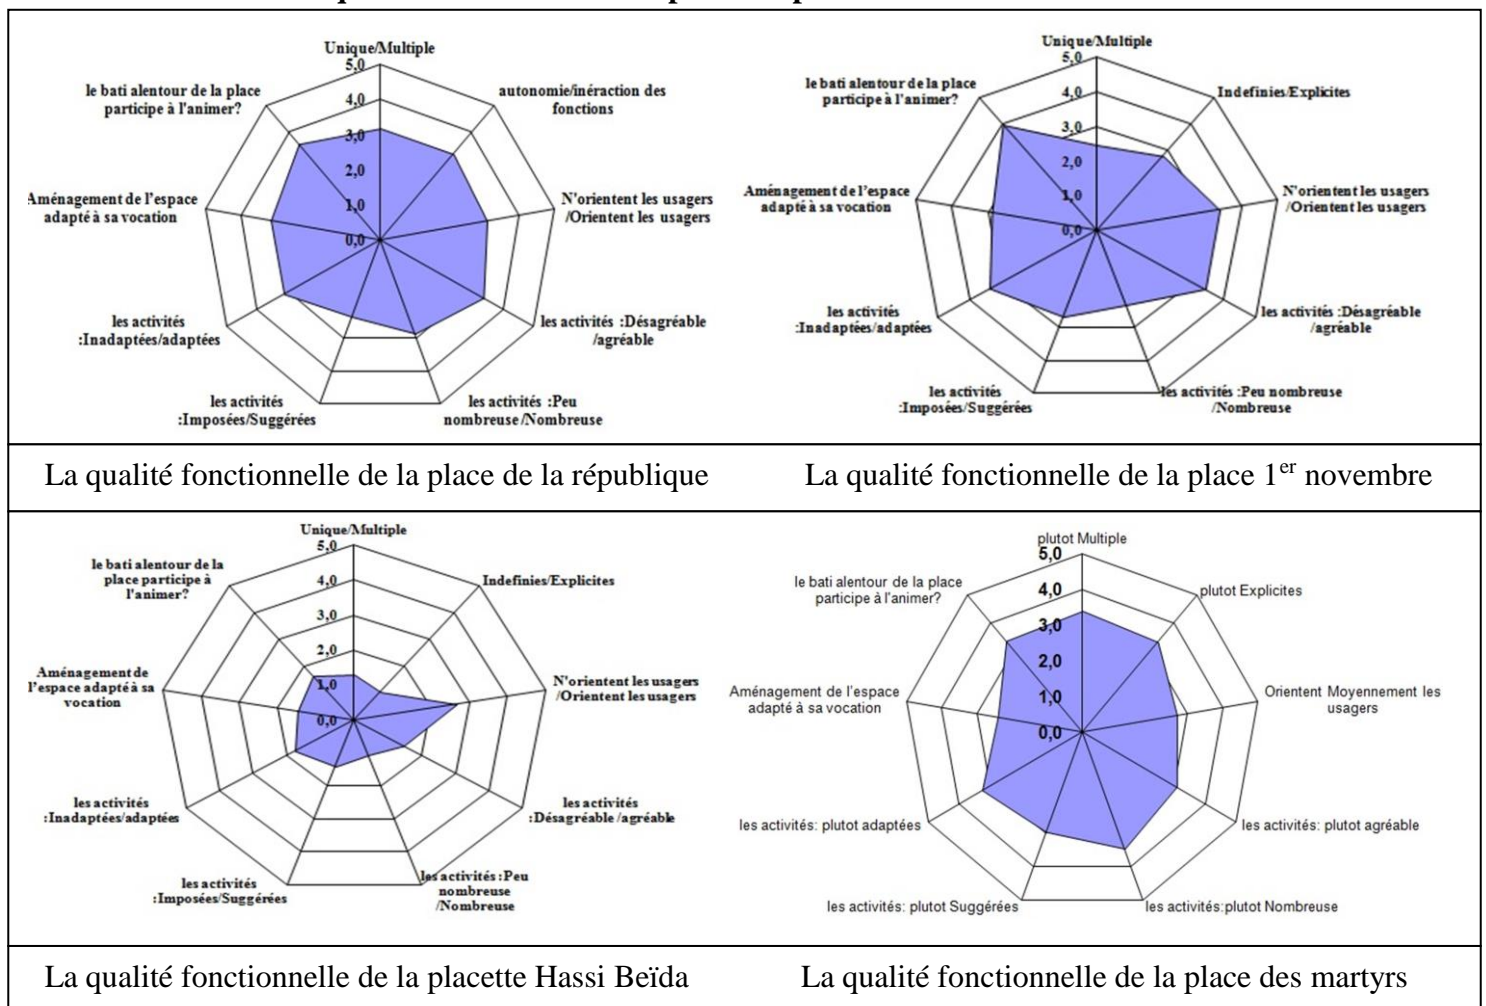 Unique/Multiple
5,0
4,0
3,0
2,0
1,0
0,0
autonomie/inéraction des
fonctions
N'orientent les usagers
/Orientent les usagers
les activités :Désagréable
/agréable
les activités :Peu
nombreuse/Nombreuse
les activités
:Imposées/Suggérées
les activités
:Inadaptées/adaptées
Aménagement de l'espace
adapté à sa vocation
le bati alentour de la place
participe à l'animer?
Unique/Multiple
5,0
4,0
3,0
2,0
1,0
0,0
Indefinies/Explicites
N'orientent les usagers
/Orientent les usagers
les activités :Désagréable
/agréable
les activités :Peu nombreuse
/Nombreuse
les activités
:Imposées/Suggérées
les activités
:Inadaptées/adaptées
Aménagement de l'espace
adapté à sa vocation
le bati alentour de la place
participe à l'animer?
La qualité fonctionnelle de la place de la république
La qualité fonctionnelle de la place 1er novembre
Unique/Multiple
5,0
4,0
3,0
2,0
1,0
0,0
Indefinies/Explicites
N'orientent les usagers
/Orientent les usagers
les activités
:Désagréable /agréable
les activités :Peu
nombreuse
/Nombreuse
les activités
:Imposées/Suggérées
les activités
:Inadaptées/adaptées
Aménagement de
l'espace adapté à sa
vocation
le bati alentour de la
place participe à
l'animer?
plutot Multiple
5,0
4,0
3,0
2,0
1,0
0,0
plutot Explicites
Orientent Moyennement les
usagers
les activités: plutot agréable
les activités:plutot Nombreuse
les activités: plutot Suggérées
les activités: plutot adaptées
Aménagement de l'espace
adapté à sa vocation
le bati alentour de la place
participe à l'animer?
La qualité fonctionnelle de la placette Hassi Beïda
La qualité fonctionnelle de la place des martyrs